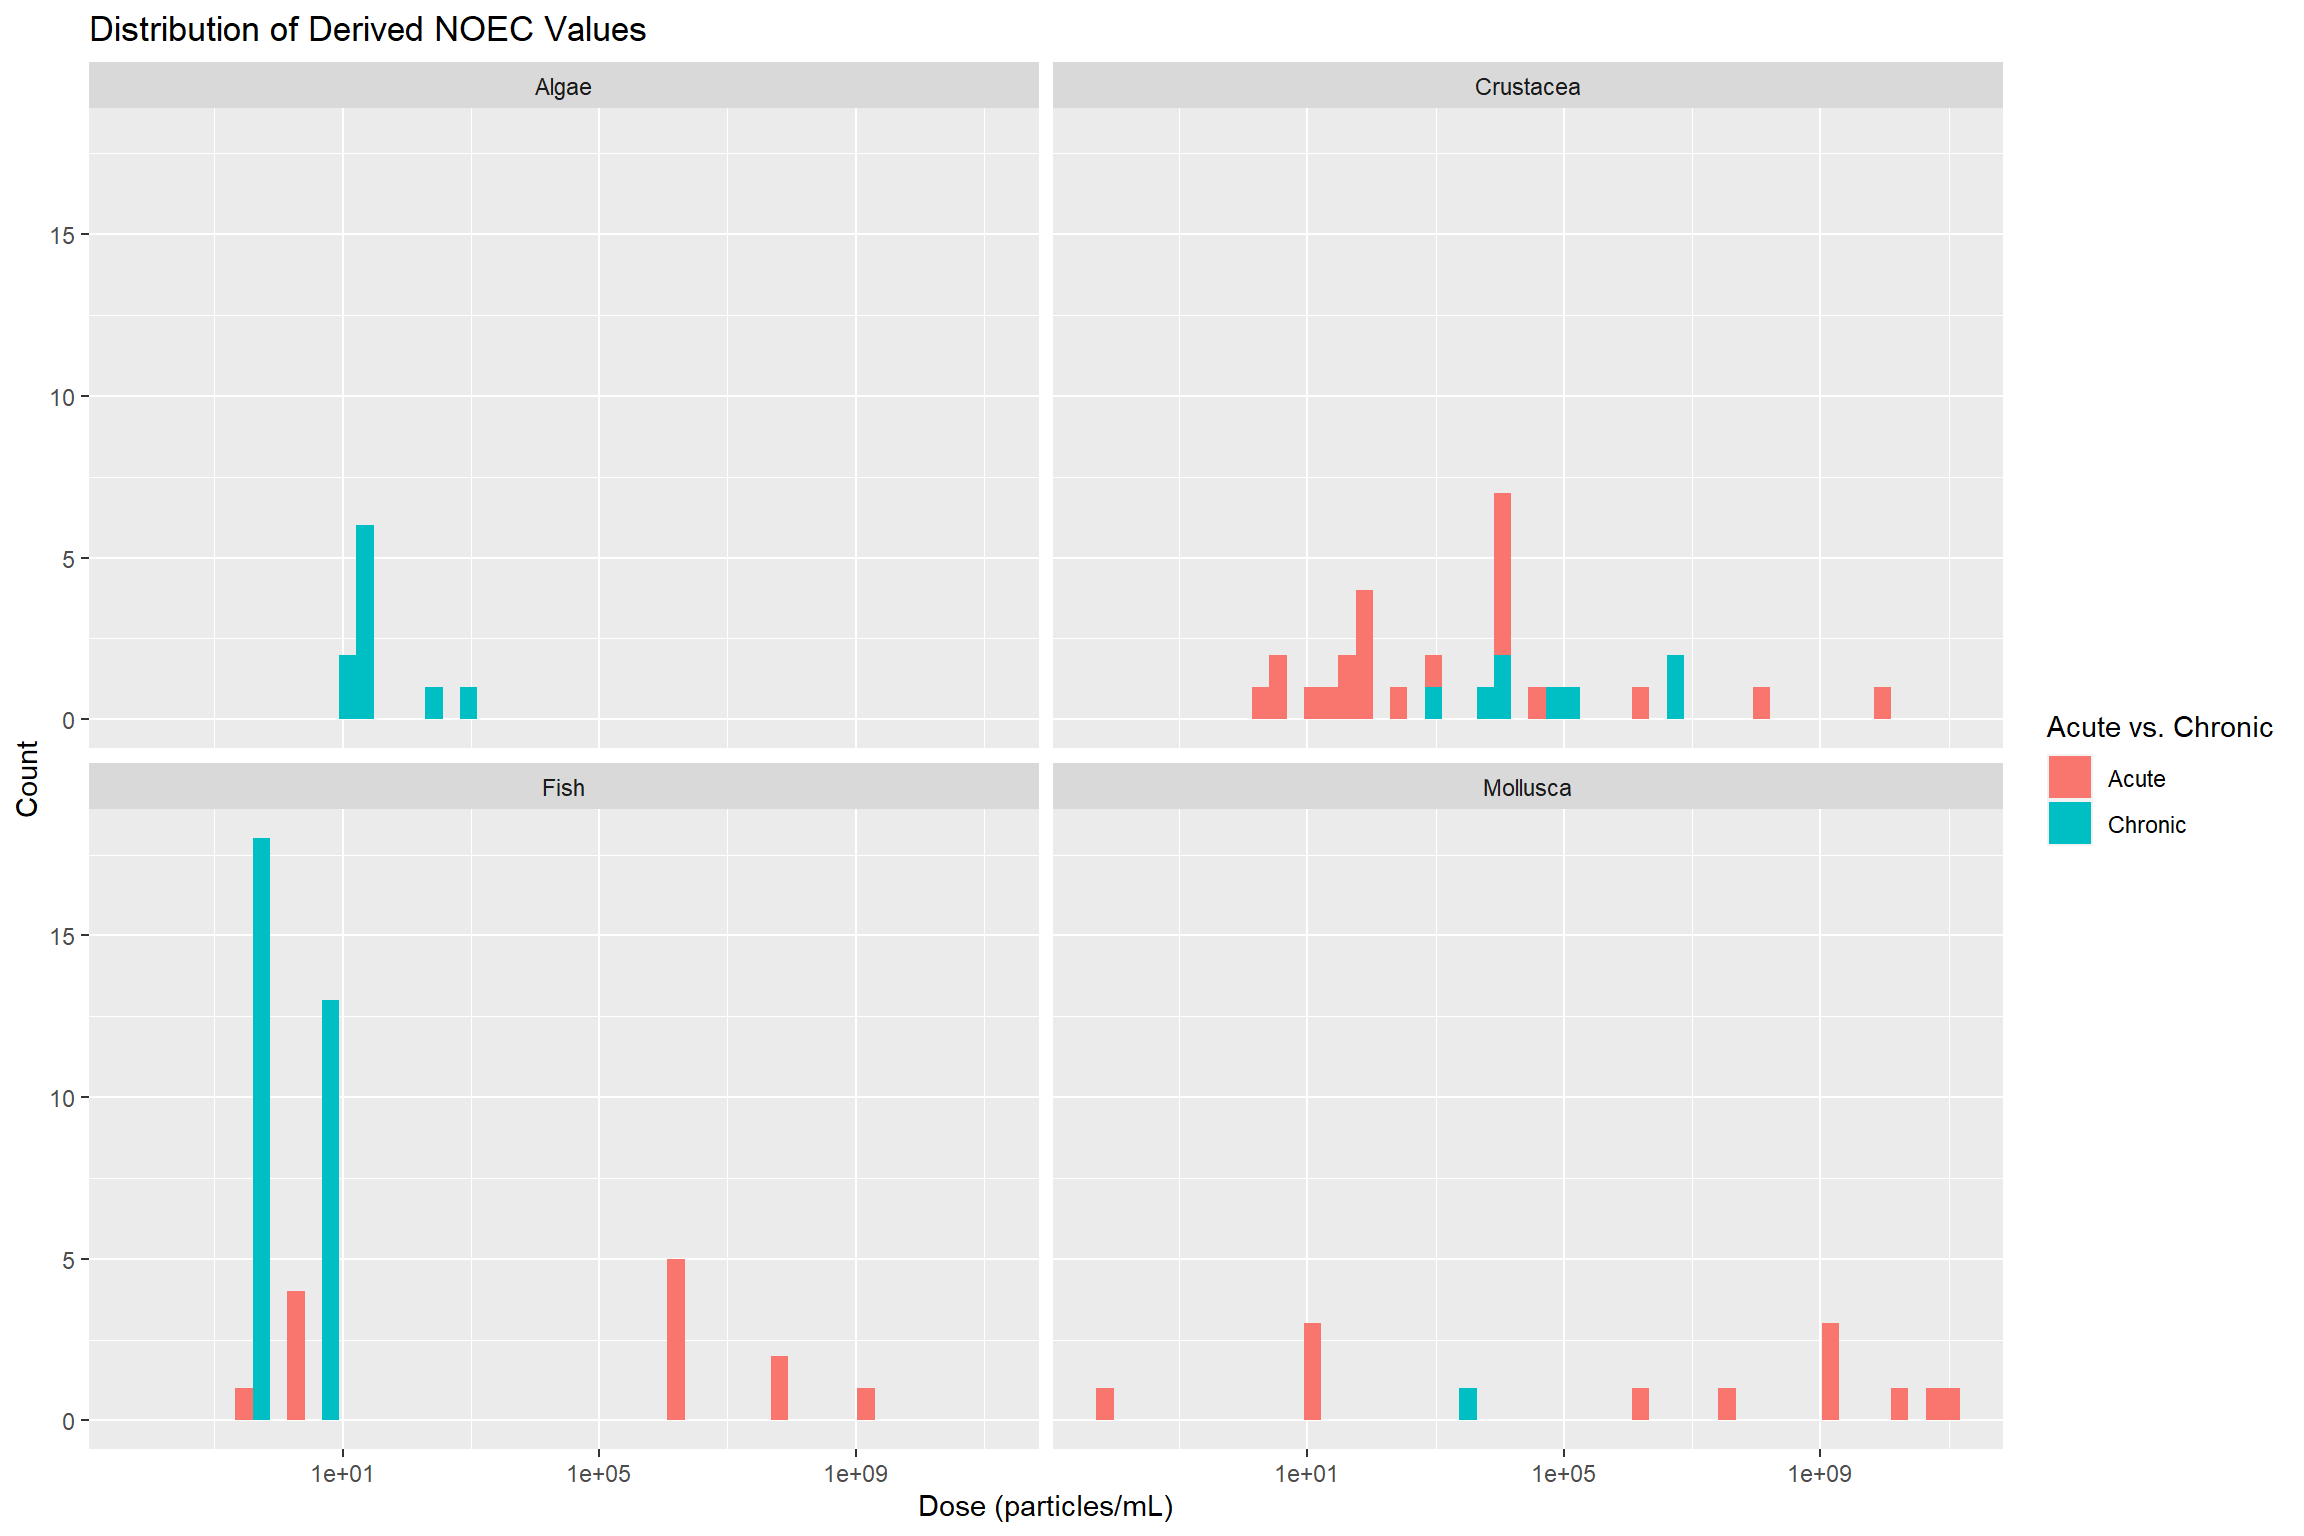 Distribution of Derived NOEC Values
Algae
Crustacea
15
10
5
0
Fish
Mollusca
15
10
5
0
1e+01
1e+05
1e+09
1e+01
1e+05
1e+09
Count
Dose (particles/mL)
Acute vs. Chronic
Acute
Chronic